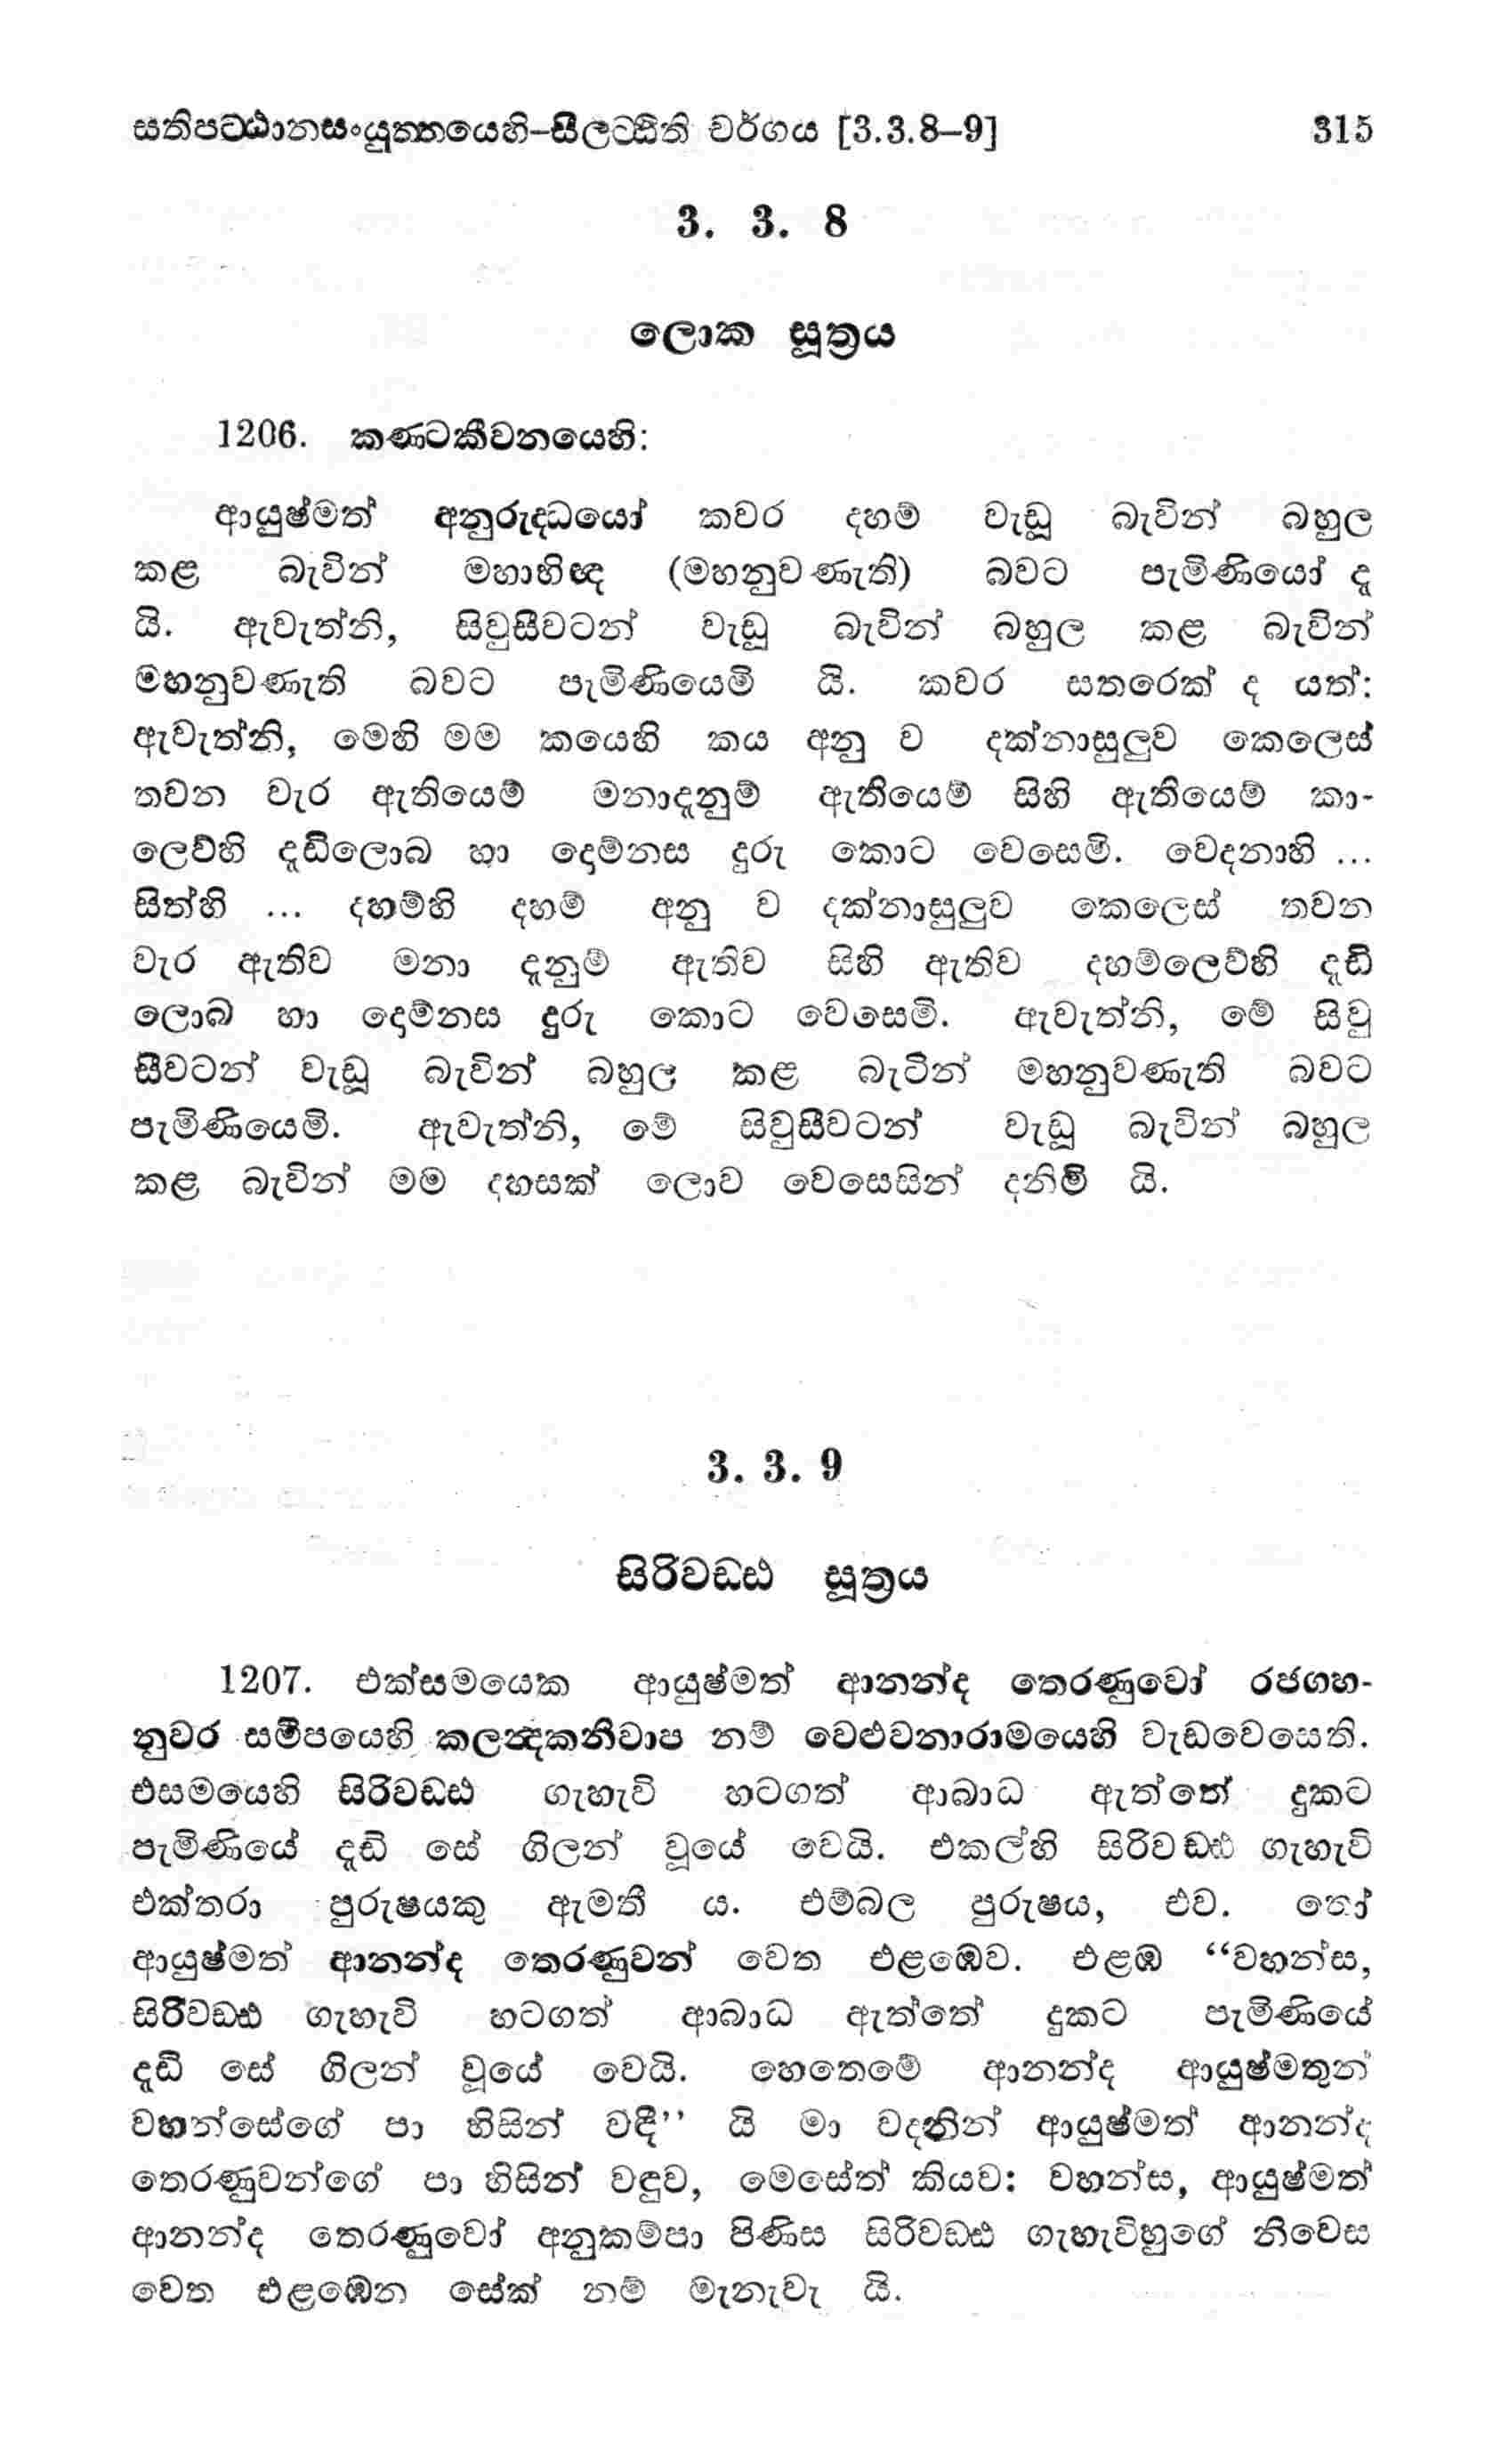 සතිපට්ඨානසංයුත්තයෙහි–සීලට්ඨිති වර්ගය [3.3.8–9] 315
3. 3. 8
ලොක සූත්‍රය
1206. කණ්ටකීවනයෙහි:
ආයුෂ්මත් අනුරුද්ධයෝ කවර දහම් වැඩූ බැවින් බහුල
කළ බැවින් මහාභිඥ (මහනුවණැති) බවට පැමිණියෝ දැ
යි. ඇවැත්නි, සිවුසීවටන් වැඩූ බැවින් බහුල කළ බැවින්
මහනුවණැති බවට පැමිණියෙමි යි. කවර සතරෙක් ද යත්:
ඇවැත්නි, මෙහි මම කයෙහි කය අනු ව දක්නාසුලුව කෙලෙස්
තවන වැර ඇතියෙම් මනාදැනුම් ඇතියෙම් සිහි ඇතියෙම් කා-
ලෙව්හි දැඩිලොබ හා දොම්නස දුරු කොට වෙසෙමි. වෙදනාහි ...
සිත්හි ... දහම්හි දහම් අනු ව දක්නාසුලුව කෙලෙස් තවන
වැර ඇතිව මනා දැනුම් ඇතිව සිහි ඇතිව දහම්ලෙව්හි දැඩි
ලොබ හා දොම්නස දුරු කොට වෙසෙමි. ඇවැත්නි, මේ සිවු
සීවටන් වැඩූ බැවින් බහුල කළ බැවින් මහනුවණැති බවට
පැමිණියෙමි. ඇවැත්නි, මේ සිවුසීවටන් වැඩූ බැවින් බහුල
කළ බැවින් මම දහසක් ලොව වෙසෙසින් දනිමි යි.
3. 3. 9
සිරිවඩ්ඪ සූත්‍රය
1207. එක්සමයෙක ආයුෂ්මත් ආනන්ද තෙරණුවෝ රජගහ-
නුවර සමීපයෙහි කලන්දකනිවාප නම් වෙළුවනාරාමයෙහි වැඩවෙසෙති.
එසමයෙහි සිරිවඩ්ඪ ගැහැවි හටගත් ආබාධ ඇත්තේ දුකට
පැමිණියේ දැඩි සේ ගිලන් වූයේ වෙයි. එකල්හි සිරිවඩ්ඪ ගැහැවි
එක්තරා පුරුෂයකු ඇමතී ය. එම්බල පුරුෂය, එව. තෝ
ආයුෂ්මත් ආනන්ද තෙරණුවන් වෙත එළඹෙව. එළඹ “වහන්ස,
සිරිවඩ්ඪ ගැහැවි හටගත් ආබාධ ඇත්තේ දුකට පැමිණියේ
දැඩි සේ ගිලන් වූයේ වෙයි. හෙතෙමේ ආනන්ද ආයුෂ්මතුන්
වහන්සේගේ පා හිසින් වඳී” යි මා වදනින් ආයුෂ්මත් ආනන්ද
තෙරණුවන්ගේ පා හිසින් වඳුව, මෙසේත් කියව: වහන්ස, ආයුෂ්මත්
ආනන්ද තෙරණුවෝ අනුකම්පා පිණිස සිරිවඩ්ඪ ගැහැවිහුගේ නිවෙස
වෙත එළඹෙන සේක් නම් මැනැවැ යි.